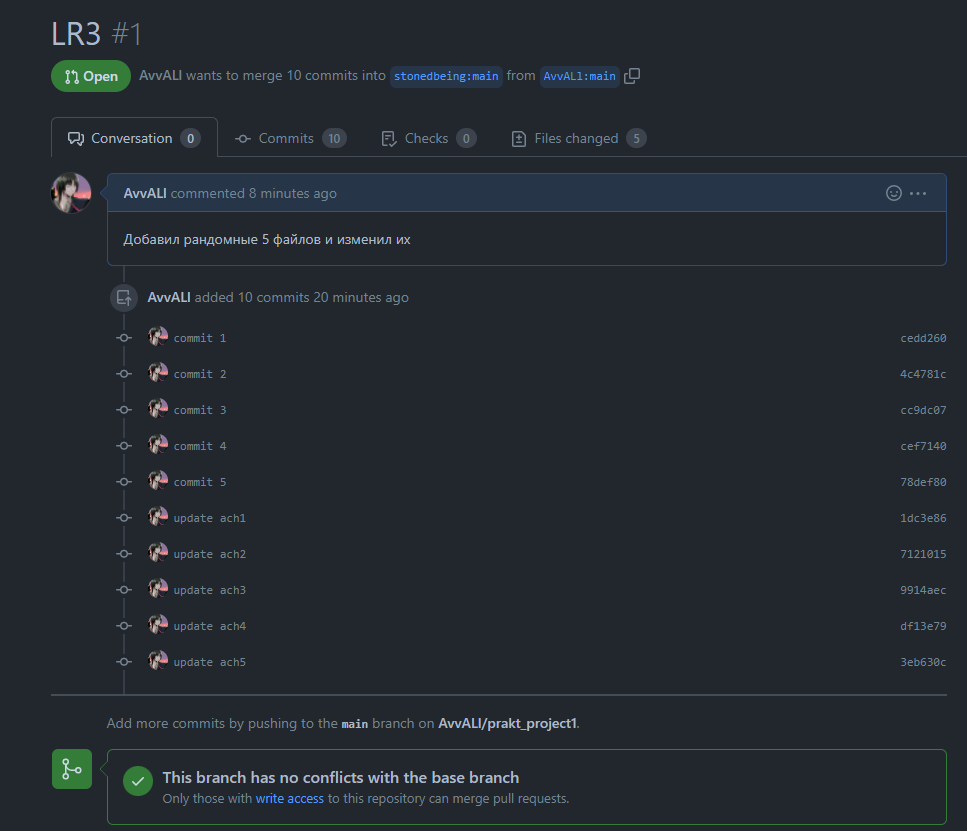 LR3 #1
Open AvvALI wants to merge 10 commits into stonedbeing:main from AvvALI:main
Conversation 0 Commits 10 Checks 0 Files changed 5
AvvALI commented 8 minutes ago
Добавил рандомные 5 файлов и изменил их
AvvALI added 10 commits 20 minutes ago
commit 1 cedd260
commit 2 4c4781c
commit 3 cc9dc07
commit 4 cef7140
commit 5 78def80
update ach1 1dc3e86
update ach2 7121015
update ach3 9914aec
update ach4 df13e79
update ach5 3eb630c
Add more commits by pushing to the main branch on AvvALI/prakt_project1.
This branch has no conflicts with the base branch
Only those with write access to this repository can merge pull requests.